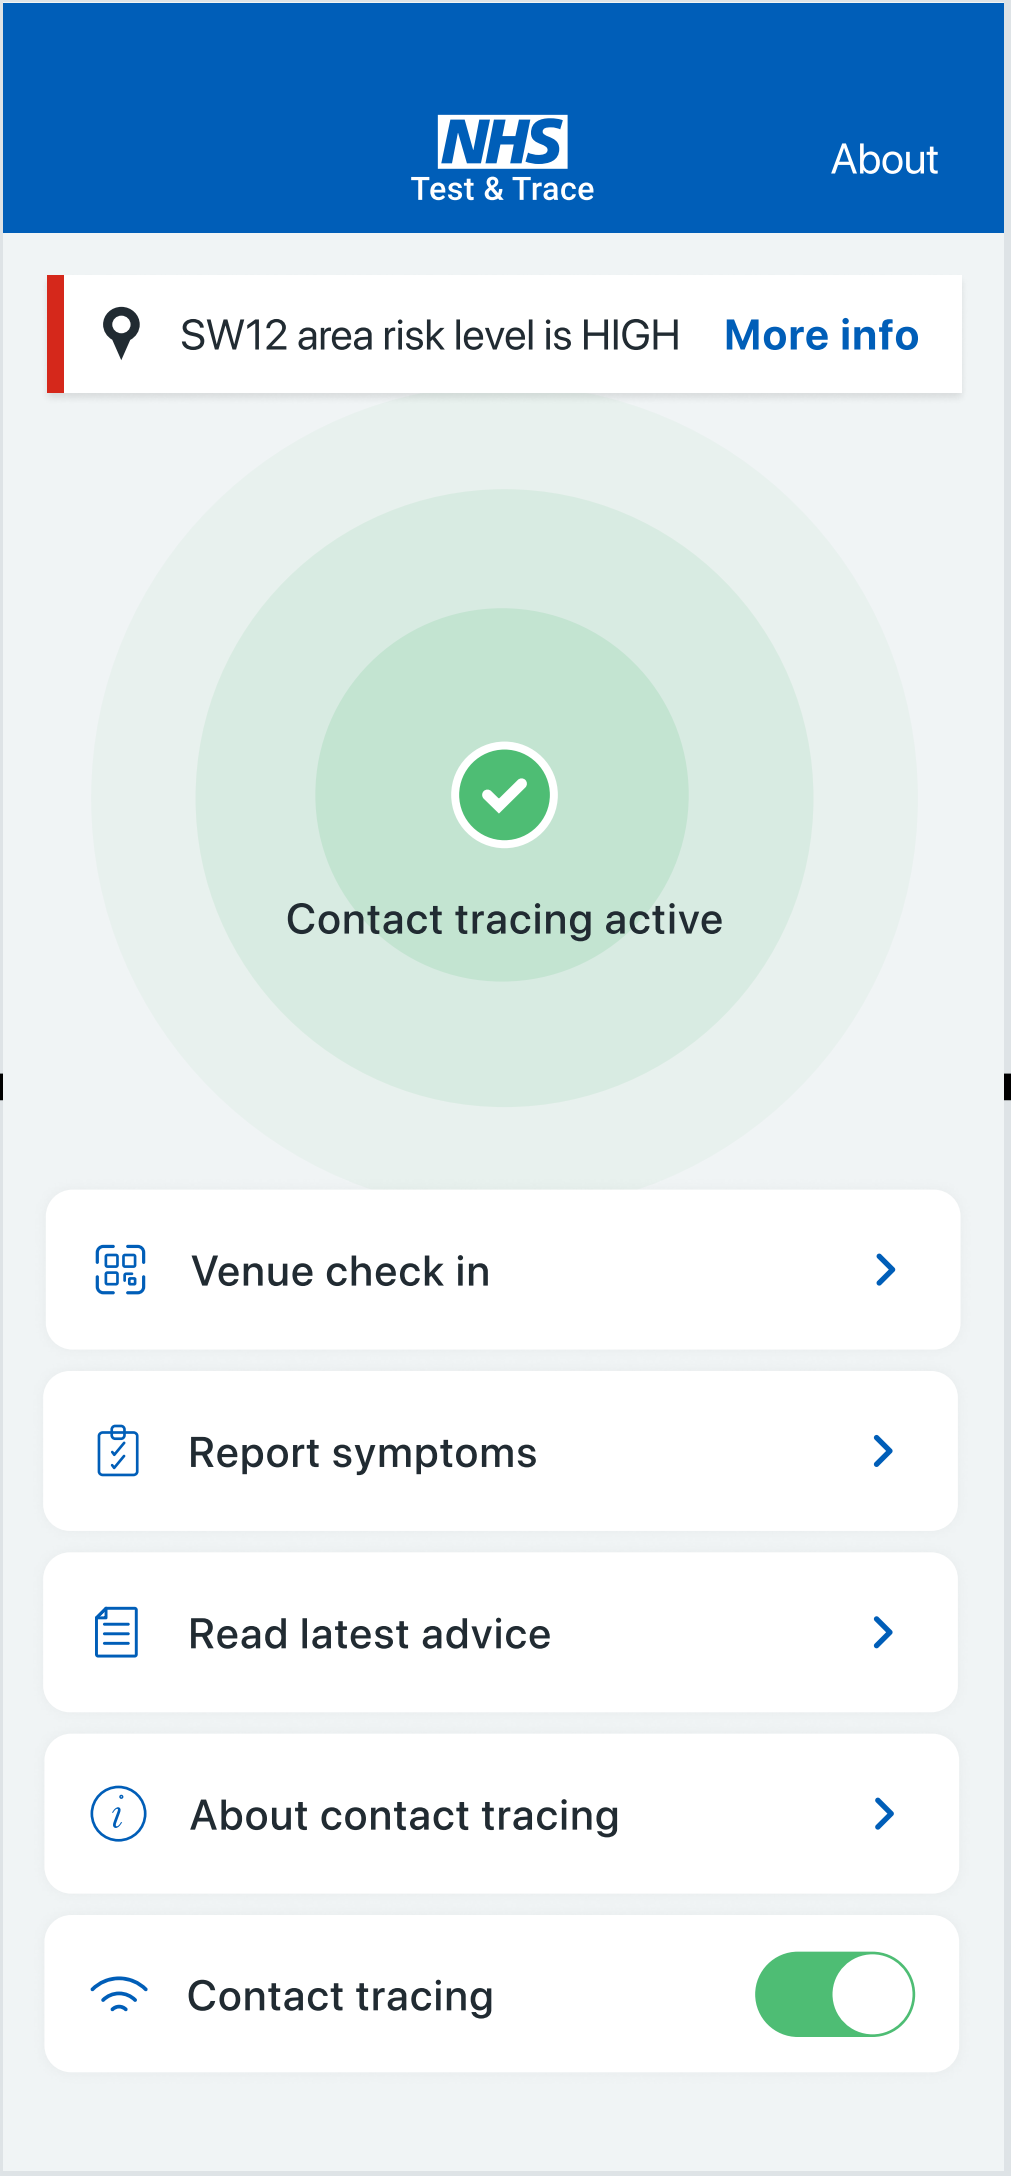 NHS
Test & Trace
About
SW12 area risk level is HIGH More info
Contact tracing active
Venue check in
Report symptoms
Read latest advice
About contact tracing
Contact tracing